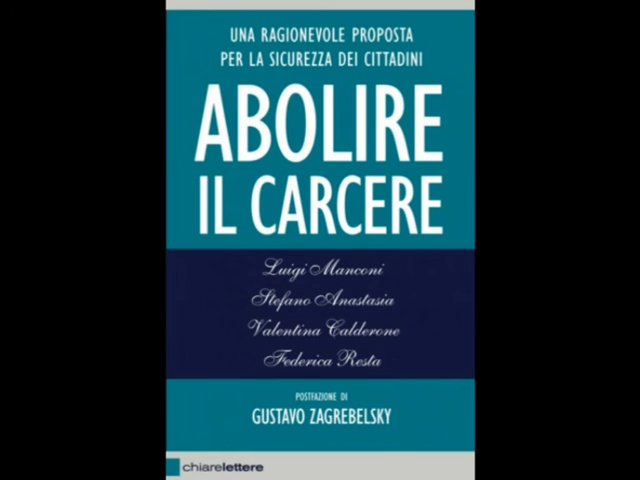 UNA RAGIONEVOLE PROPOSTA
PER LA SICUREZZA DEI CITTADINI
ABOLIRE
IL CARCERE
Luigi Manconi
Stefano Anastasia
Valentina Calderone
Federica Resta
POSTFAZIONE DI
GUSTAVO ZAGREBELSKY
chiarelettere